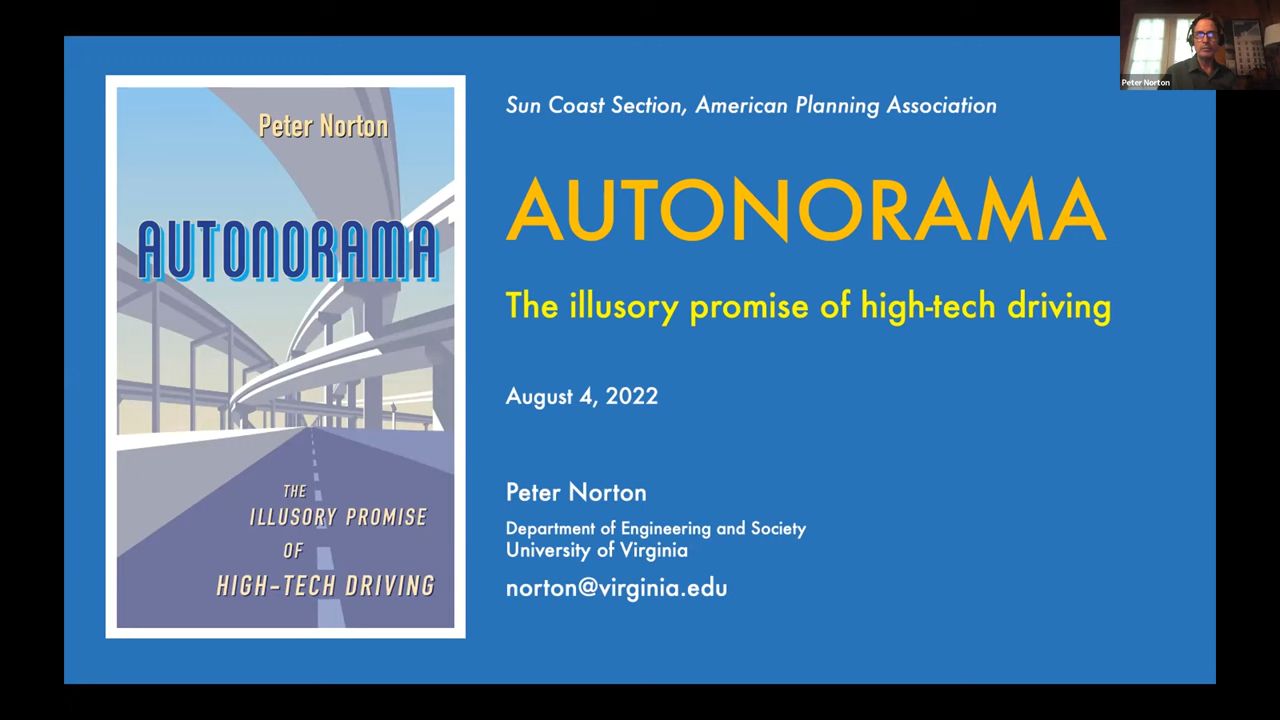 Peter Norton
AUTONORAMA
THE
ILLUSORY PROMISE
OF
HIGH-TECH DRIVING
Sun Coast Section, American Planning Association
AUTONORAMA
The illusory promise of high-tech driving
August 4, 2022
Peter Norton
Department of Engineering and Society
University of Virginia
norton@virginia.edu
Peter Norton